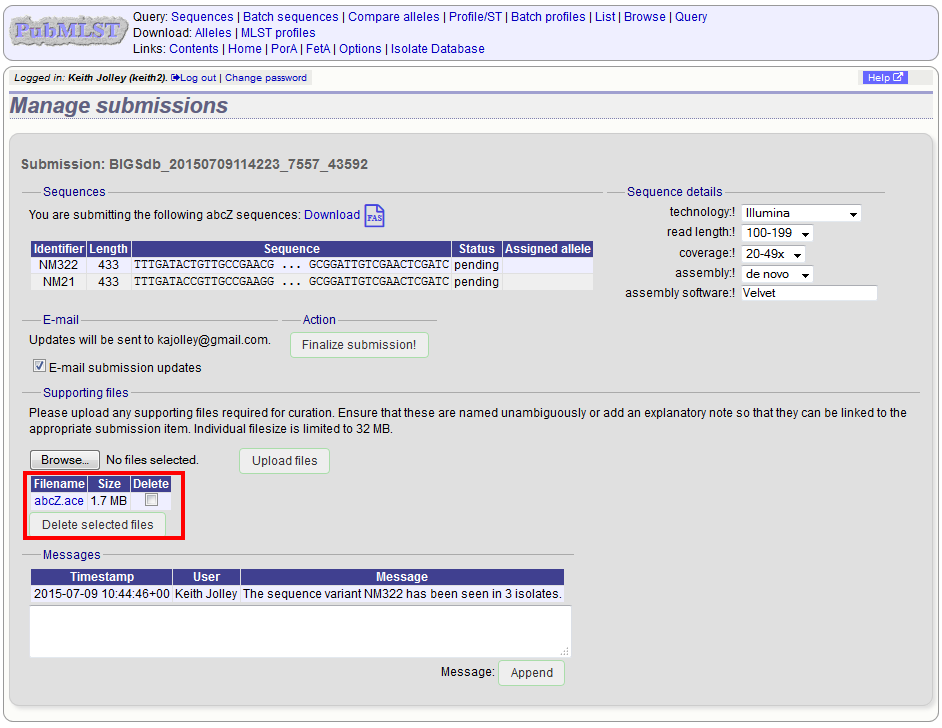 PubMLST
Query: Sequences | Batch sequences | Compare alleles | Profile/ST | Batch profiles | List | Browse | Query
Download: Alleles | MLST profiles
Links: Contents | Home | PorA | FetA | Options | Isolate Database
Logged in: Keith Jolley (keith2). Log out | Change password
Help
Manage submissions
Submission: BIGSdb_20150709114223_7557_43592
Sequences
You are submitting the following abcZ sequences: Download FAS
Identifier Length Sequence Status Assigned allele
NM322 433 TTTGATACTGTTGCCGAACG ... GCGGATTGTCGAACTCGATC pending
NM21 433 TTTGATACCGTTGCCGAAGG ... GCGGATTGTCGAACTCGATC pending
Sequence details
technology:! Illumina
read length:! 100-199
coverage:! 20-49x
assembly:! de novo
assembly software:! Velvet
E-mail
Updates will be sent to kajolley@gmail.com.
E-mail submission updates
Action
Finalize submission!
Supporting files
Please upload any supporting files required for curation. Ensure that these are named unambiguously or add an explanatory note so that they can be linked to the
appropriate submission item. Individual filesize is limited to 32 MB.
Browse... No files selected. Upload files
Filename Size Delete
abcZ.ace 1.7 MB
Delete selected files
Messages
Timestamp User Message
2015-07-09 10:44:46+00 Keith Jolley The sequence variant NM322 has been seen in 3 isolates.
Message: Append